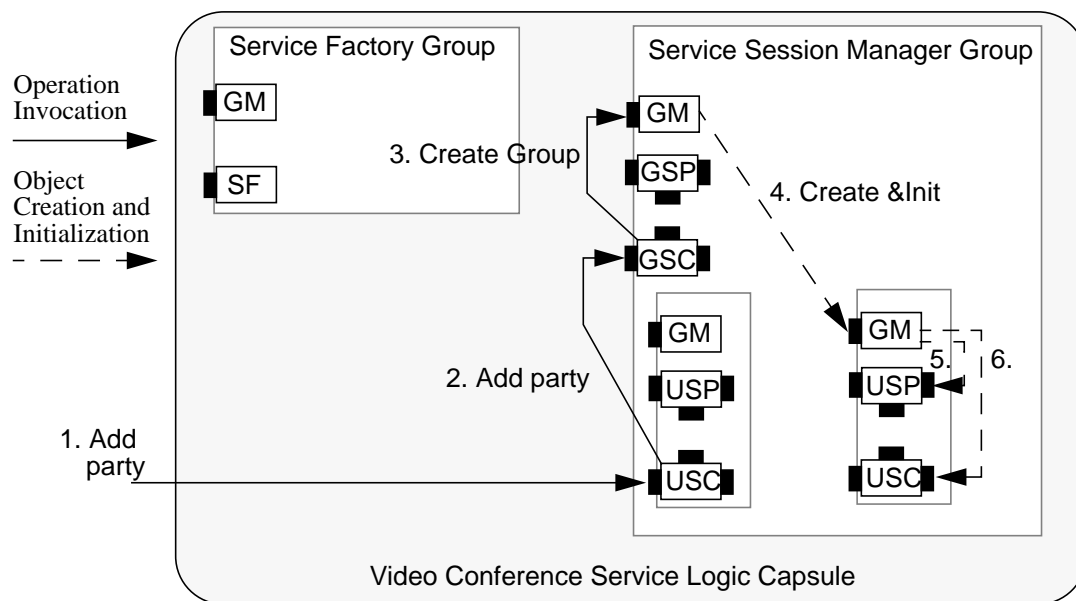 Service Factory Group
Service Session Manager Group
Operation
Invocation
GM
GM
3. Create Group
GSP
SF
Object
Creation and
Initialization
4. Create &Init
GSC
GM
GM
5.
6.
2. Add party
USP
USP
1. Add
party
USC
USC
Video Conference Service Logic Capsule